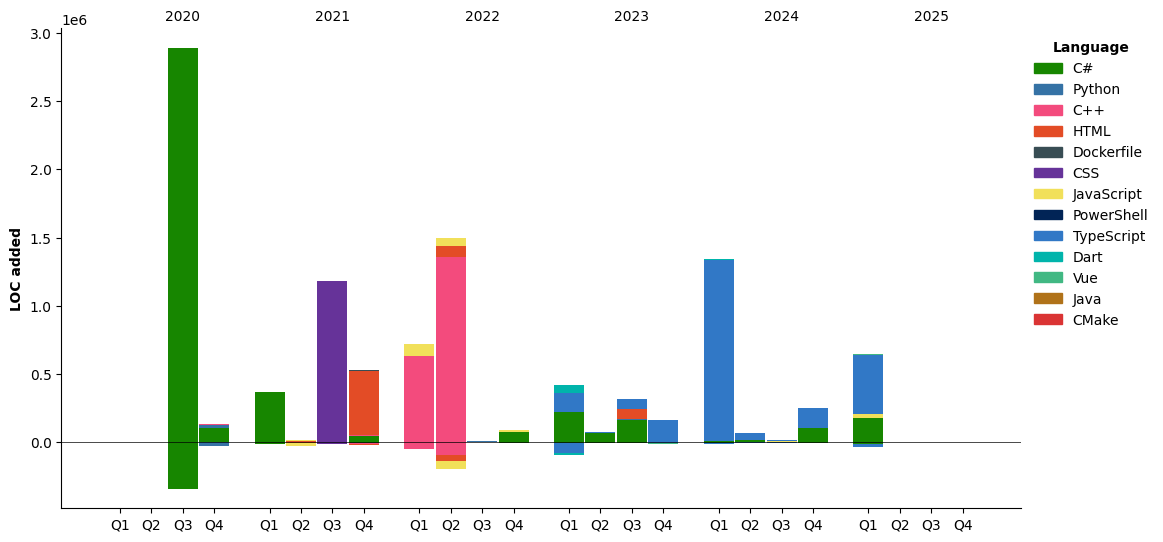 1e6
2020 2021 2022 2023 2024 2025
3.0
2.5
2.0
1.5
1.0
0.5
0.0
LOC added
Q1 Q2 Q3 Q4 Q1 Q2 Q3 Q4 Q1 Q2 Q3 Q4 Q1 Q2 Q3 Q4 Q1 Q2 Q3 Q4 Q1 Q2 Q3 Q4
Language
C#
Python
C++
HTML
Dockerfile
CSS
JavaScript
PowerShell
TypeScript
Dart
Vue
Java
CMake